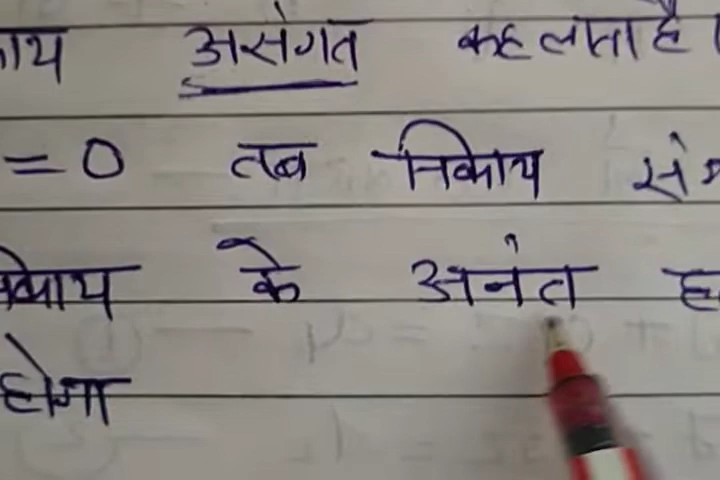 असंगत कहलाता है।
= 0 तब निकाय
के अनंत
होगा